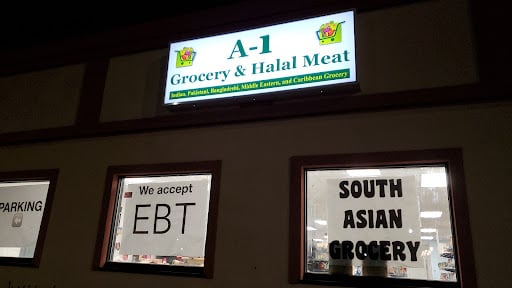 A-1
Grocery & Halal Meat
Indian, Pakistani, Bangladeshi, Middle Eastern, and Caribbean Grocery
PARKING
We accept
EBT
SOUTH
ASIAN
GROCERY